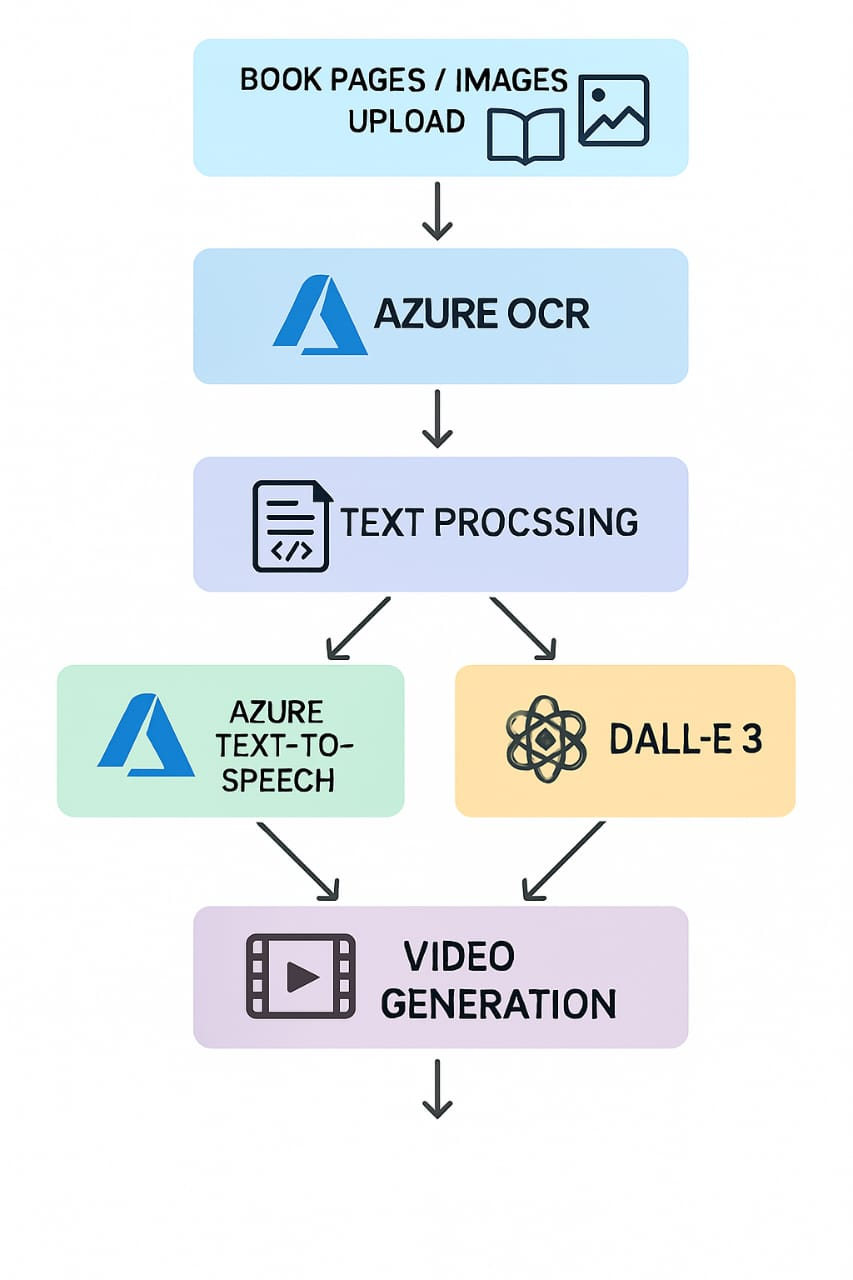 BOOK PAGES / IMAGES
UPLOAD
AZURE OCR
</>
TEXT PROCSSING
AZURE
TEXT-TO-
SPEECH
DALL-E 3
VIDEO
GENERATION